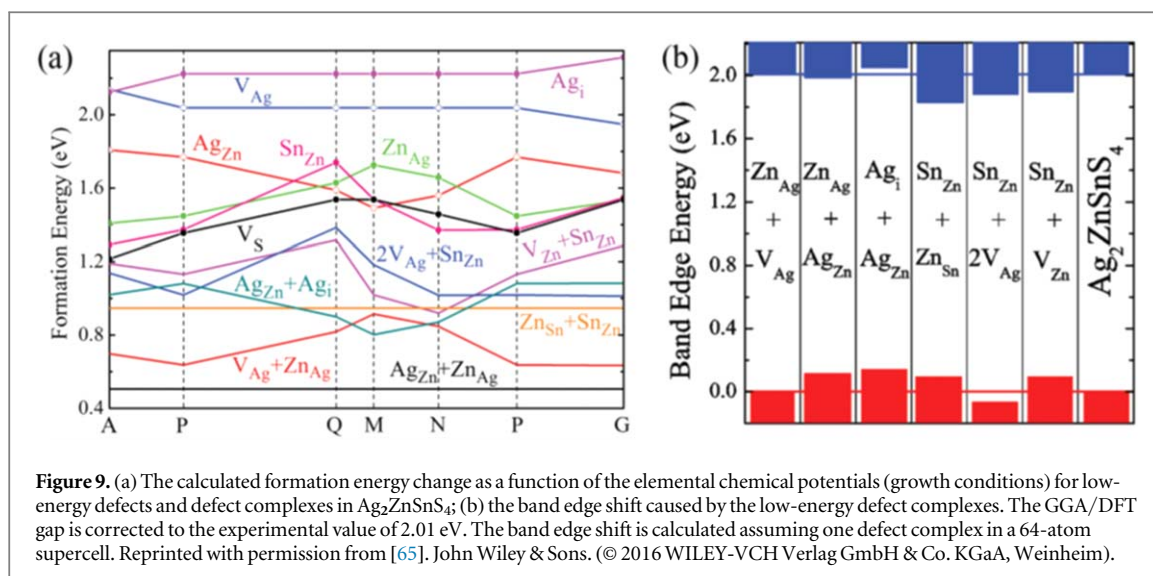 (a)
Formation Energy (eV)
2.0
1.6
1.2
0.8
0.4
V_Ag
Ag_i
Ag_Zn
Sn_Zn
Zn_Ag
V_S
2V_Ag+Sn_Zn
V_Zn+Sn_Zn
Ag_Zn+Ag_i
Zn_Sn+Sn_Zn
V_Ag+Zn_Ag
Ag_Zn+Zn_Ag
A P Q M N P G
(b)
Band Edge Energy (eV)
2.0
1.6
1.2
0.8
0.4
0.0
Zn_Ag + V_Ag
Zn_Ag + Ag_Zn
Ag_i + Ag_Zn
Sn_Zn + Zn_Sn
Sn_Zn + 2V_Ag
Sn_Zn + V_Zn
Ag₂ZnSnS₄
Figure 9. (a) The calculated formation energy change as a function of the elemental chemical potentials (growth conditions) for low-
energy defects and defect complexes in Ag₂ZnSnS₄; (b) the band edge shift caused by the low-energy defect complexes. The GGA/DFT
gap is corrected to the experimental value of 2.01 eV. The band edge shift is calculated assuming one defect complex in a 64-atom
supercell. Reprinted with permission from [65]. John Wiley & Sons. (© 2016 WILEY-VCH Verlag GmbH & Co. KGaA, Weinheim).